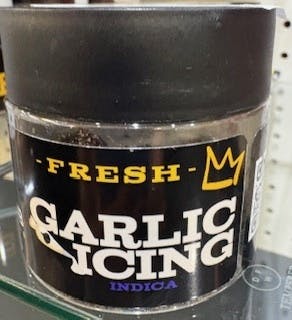 - FRESH -
GARLIC
& ICING
INDICA